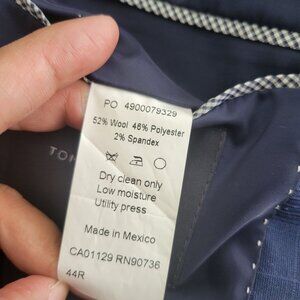 PO 4900079329
52% Wool 46% Polyester
2% Spandex
Dry clean only
Low moisture
Utility press
Made in Mexico
CA01129 RN90736
44R